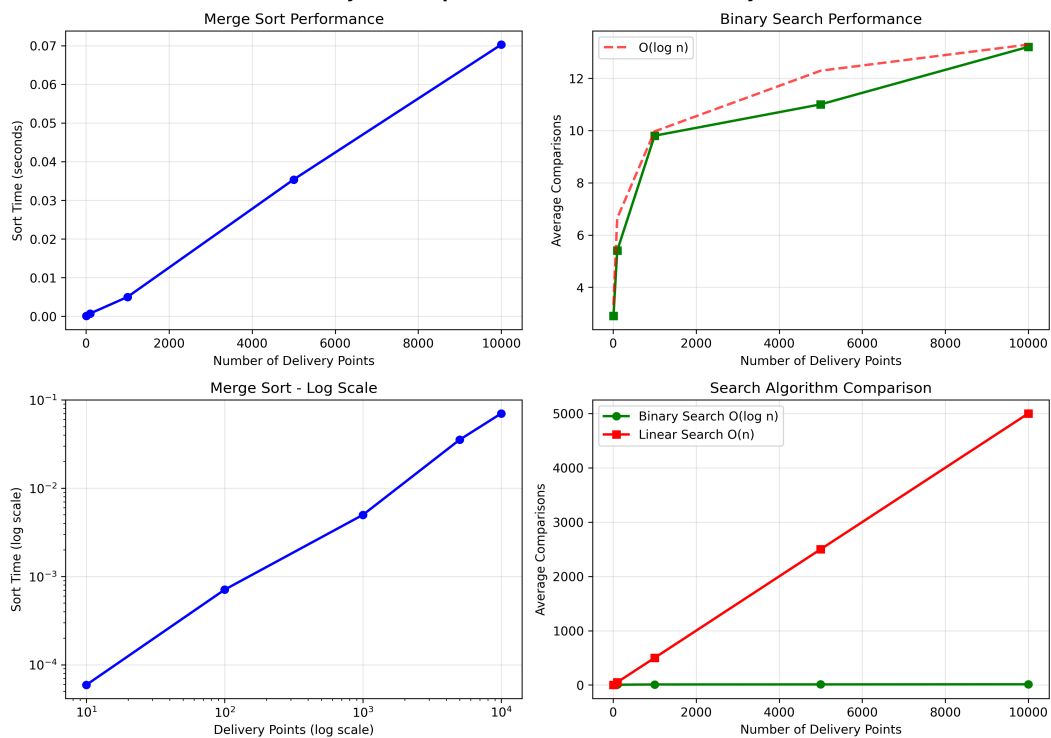 Merge Sort Performance
0.07
0.06
0.05
0.04
0.03
0.02
0.01
0.00
Sort Time (seconds)
0 2000 4000 6000 8000 10000
Number of Delivery Points
Binary Search Performance
O(log n)
12
10
8
6
4
Average Comparisons
0 2000 4000 6000 8000 10000
Number of Delivery Points
Merge Sort - Log Scale
10⁻¹
10⁻²
10⁻³
10⁻⁴
Sort Time (log scale)
10¹ 10² 10³ 10⁴
Delivery Points (log scale)
Search Algorithm Comparison
Binary Search O(log n)
Linear Search O(n)
5000
4000
3000
2000
1000
0
Average Comparisons
0 2000 4000 6000 8000 10000
Number of Delivery Points